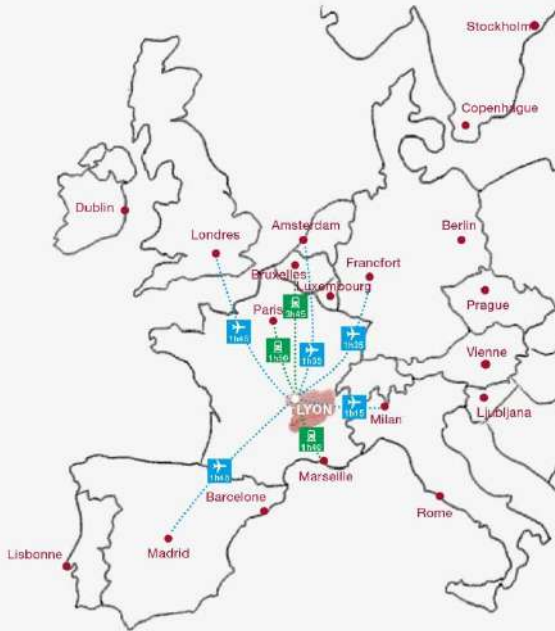 Stockholm
Copenhague
Dublin
Londres
Amsterdam
Berlin
Bruxelles
Francfort
Luxembourg
3h45
Prague
Paris
1h45
1h50
1h35
1h35
Vienne
LYON
1h15
Milan
Ljubljana
1h40
Marseille
Barcelone
Rome
Madrid
Lisbonne